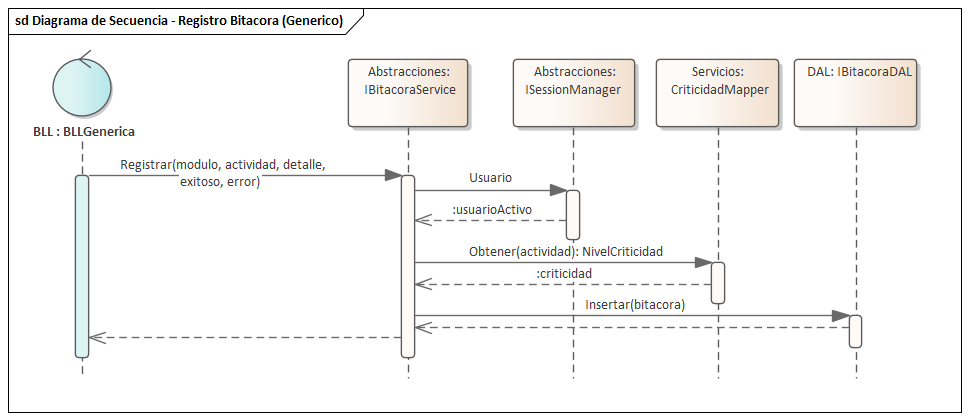 sd Diagrama de Secuencia - Registro Bitacora (Generico)
BLL : BLLGenerica
Abstracciones:
IBitacoraService
Abstracciones:
ISessionManager
Servicios:
CriticidadMapper
DAL: IBitacoraDAL
Registrar(modulo, actividad, detalle,
exitoso, error)
Usuario
:usuarioActivo
Obtener(actividad): NivelCriticidad
:criticidad
Insertar(bitacora)